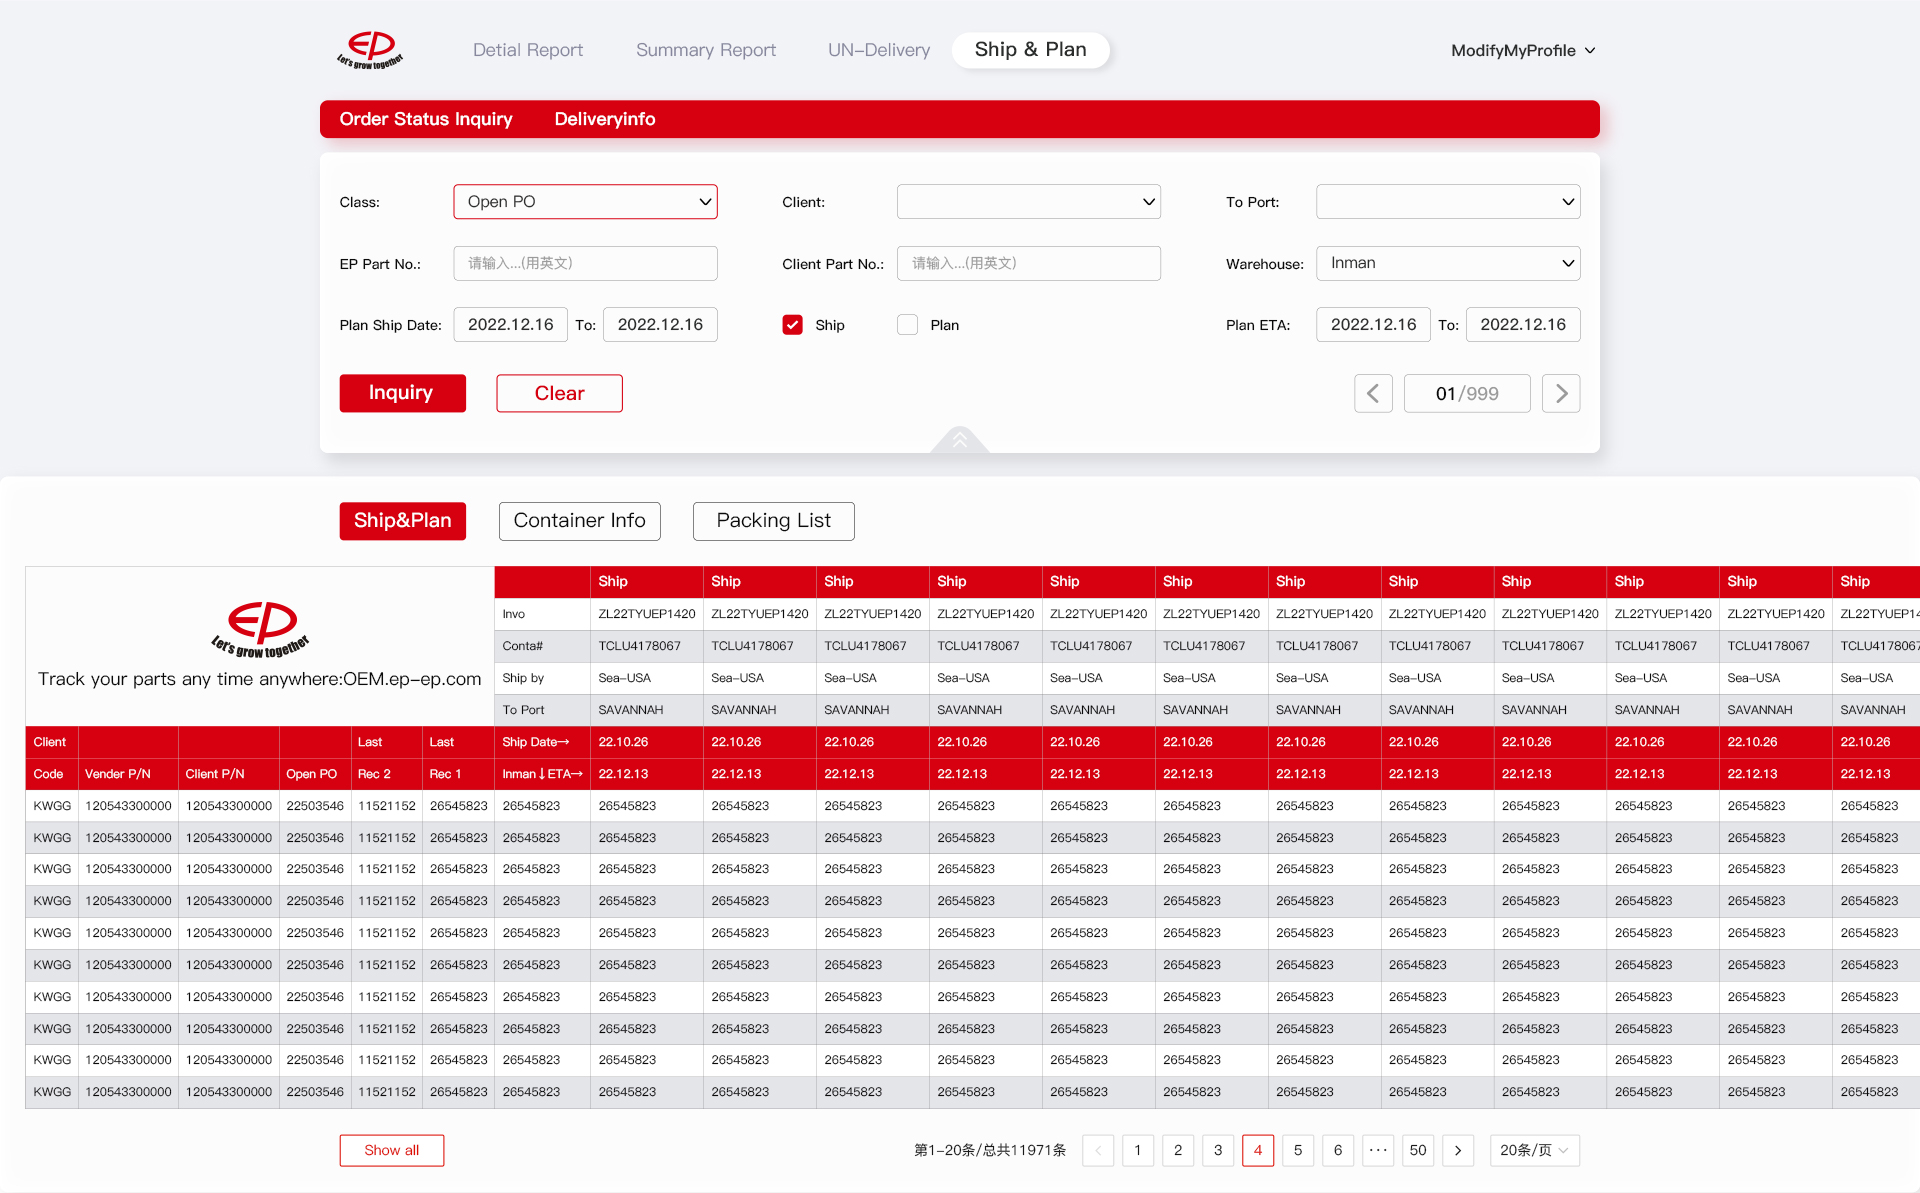 EP
Let's grow together
Detial Report Summary Report UN-Delivery Ship & Plan ModifyMyProfile
Order Status Inquiry Deliveryinfo
Class: Open PO Client: To Port:
EP Part No.: 请输入...(用英文) Client Part No.: 请输入...(用英文) Warehouse: Inman
Plan Ship Date: 2022.12.16 To: 2022.12.16 Ship Plan Plan ETA: 2022.12.16 To: 2022.12.16
Inquiry Clear 01/999
Ship&Plan Container Info Packing List
EP
Let's grow together
Track your parts any time anywhere:OEM.ep-ep.com
Ship Ship Ship Ship Ship Ship Ship Ship Ship Ship Ship Ship
Invo ZL22TYUEP1420 ZL22TYUEP1420 ZL22TYUEP1420 ZL22TYUEP1420 ZL22TYUEP1420 ZL22TYUEP1420 ZL22TYUEP1420 ZL22TYUEP1420 ZL22TYUEP1420 ZL22TYUEP1420 ZL22TYUEP1420 ZL22TYUEP14
Conta# TCLU4178067 TCLU4178067 TCLU4178067 TCLU4178067 TCLU4178067 TCLU4178067 TCLU4178067 TCLU4178067 TCLU4178067 TCLU4178067 TCLU4178067 TCLU4178067
Ship by Sea-USA Sea-USA Sea-USA Sea-USA Sea-USA Sea-USA Sea-USA Sea-USA Sea-USA Sea-USA Sea-USA Sea-USA
To Port SAVANNAH SAVANNAH SAVANNAH SAVANNAH SAVANNAH SAVANNAH SAVANNAH SAVANNAH SAVANNAH SAVANNAH SAVANNAH SAVANNAH
Client Last Last Ship Date→ 22.10.26 22.10.26 22.10.26 22.10.26 22.10.26 22.10.26 22.10.26 22.10.26 22.10.26 22.10.26 22.10.26 22.10.26
Code Vender P/N Client P/N Open PO Rec 2 Rec 1 Inman↓ETA→ 22.12.13 22.12.13 22.12.13 22.12.13 22.12.13 22.12.13 22.12.13 22.12.13 22.12.13 22.12.13 22.12.13 22.12.13
KWGG 120543300000 120543300000 22503546 11521152 26545823 26545823 26545823 26545823 26545823 26545823 26545823 26545823 26545823 26545823 26545823 26545823 26545823 26545823
KWGG 120543300000 120543300000 22503546 11521152 26545823 26545823 26545823 26545823 26545823 26545823 26545823 26545823 26545823 26545823 26545823 26545823 26545823 26545823
KWGG 120543300000 120543300000 22503546 11521152 26545823 26545823 26545823 26545823 26545823 26545823 26545823 26545823 26545823 26545823 26545823 26545823 26545823 26545823
KWGG 120543300000 120543300000 22503546 11521152 26545823 26545823 26545823 26545823 26545823 26545823 26545823 26545823 26545823 26545823 26545823 26545823 26545823 26545823
KWGG 120543300000 120543300000 22503546 11521152 26545823 26545823 26545823 26545823 26545823 26545823 26545823 26545823 26545823 26545823 26545823 26545823 26545823 26545823
KWGG 120543300000 120543300000 22503546 11521152 26545823 26545823 26545823 26545823 26545823 26545823 26545823 26545823 26545823 26545823 26545823 26545823 26545823 26545823
KWGG 120543300000 120543300000 22503546 11521152 26545823 26545823 26545823 26545823 26545823 26545823 26545823 26545823 26545823 26545823 26545823 26545823 26545823 26545823
KWGG 120543300000 120543300000 22503546 11521152 26545823 26545823 26545823 26545823 26545823 26545823 26545823 26545823 26545823 26545823 26545823 26545823 26545823 26545823
KWGG 120543300000 120543300000 22503546 11521152 26545823 26545823 26545823 26545823 26545823 26545823 26545823 26545823 26545823 26545823 26545823 26545823 26545823 26545823
KWGG 120543300000 120543300000 22503546 11521152 26545823 26545823 26545823 26545823 26545823 26545823 26545823 26545823 26545823 26545823 26545823 26545823 26545823 26545823
Show all 第1-20条/总共11971条 < 1 2 3 4 5 6 ··· 50 > 20条/页